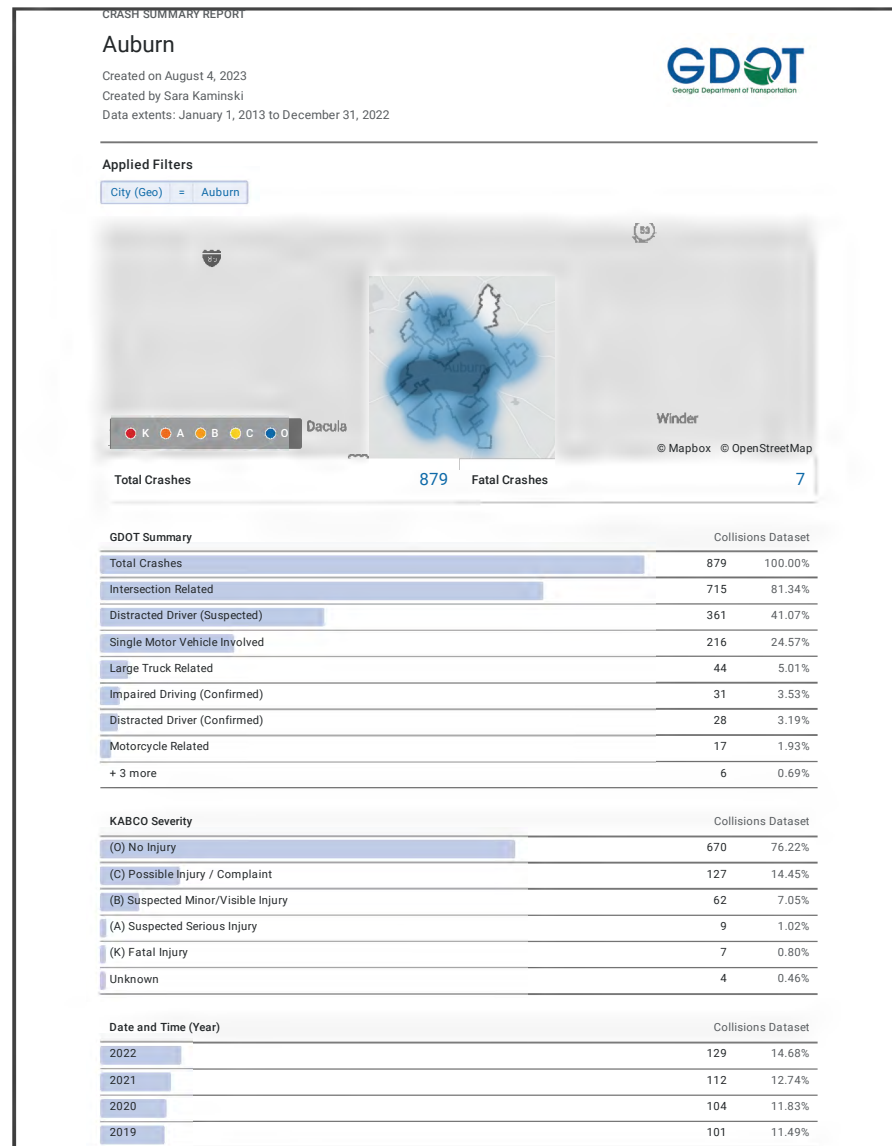 CRASH SUMMARY REPORT
Auburn
Created on August 4, 2023
Created by Sara Kaminski
Data extents: January 1, 2013 to December 31, 2022
GDOT
Georgia Department of Transportation
Applied Filters
City (Geo) = Auburn
53
85
Auburn
Dacula
Winder
K A B C O
© Mapbox © OpenStreetMap
Total Crashes 879 Fatal Crashes 7
GDOT Summary Collisions Dataset
Total Crashes 879 100.00%
Intersection Related 715 81.34%
Distracted Driver (Suspected) 361 41.07%
Single Motor Vehicle Involved 216 24.57%
Large Truck Related 44 5.01%
Impaired Driving (Confirmed) 31 3.53%
Distracted Driver (Confirmed) 28 3.19%
Motorcycle Related 17 1.93%
+ 3 more 6 0.69%
KABCO Severity Collisions Dataset
(O) No Injury 670 76.22%
(C) Possible Injury / Complaint 127 14.45%
(B) Suspected Minor/Visible Injury 62 7.05%
(A) Suspected Serious Injury 9 1.02%
(K) Fatal Injury 7 0.80%
Unknown 4 0.46%
Date and Time (Year) Collisions Dataset
2022 129 14.68%
2021 112 12.74%
2020 104 11.83%
2019 101 11.49%